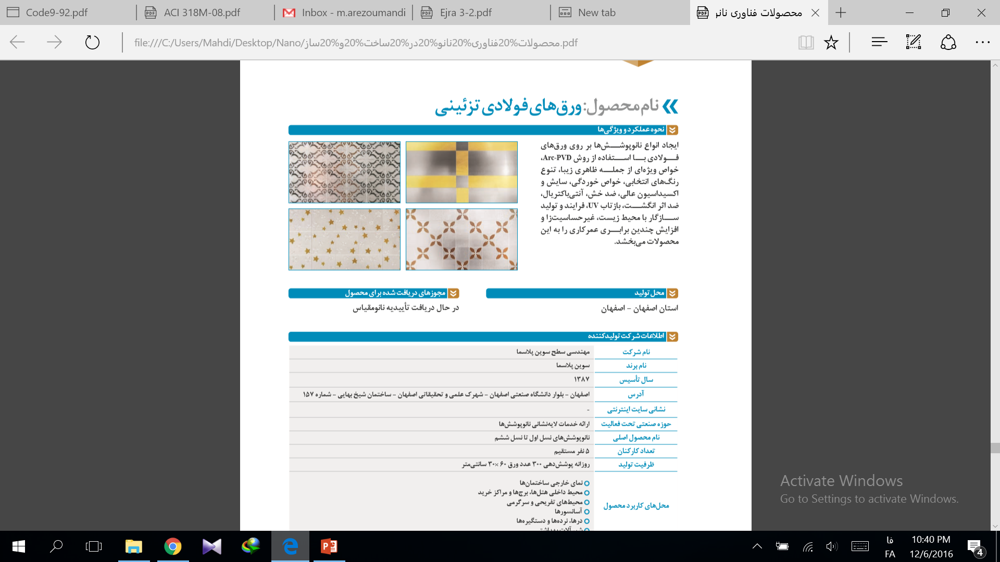 Code9-92.pdf
ACI 318M-08.pdf
Inbox - m.arezoumandi
Ejra 3-2.pdf
New tab
محصولات فناوری نانو
file:///C:/Users/Mahdi/Desktop/Nano/محصولات%20فناوری%20نانو%20در%20ساخت%20و%20ساز.pdf
نام محصول: ورق‌های فولادی تزئینی
نحوه عملکرد و ویژگی‌ها
ایجاد انواع نانوپوشش‌ها بر روی ورق‌های
فولادی با استفاده از روش Arc-PVD،
خواص ویژه‌ای از جمله ظاهری زیبا، تنوع
رنگ‌های انتخابی، خواص خوردگی، سایش و
اکسیداسیون عالی، ضد خش، آنتی‌باکتریال،
ضد اثر انگشت، بازتاب UV، فرایند و تولید
سازگار با محیط زیست، غیرحساسیت‌زا و
افزایش چندین برابری عمرکاری را به این
محصولات می‌بخشد.
محل تولید
استان اصفهان – اصفهان
مجوزهای دریافت شده برای محصول
در حال دریافت تأییدیه نانومقیاس
اطلاعات شرکت تولیدکننده
نام شرکت مهندسی سطح سوین پلاسما
نام برند سوین پلاسما
سال تأسیس ۱۳۸۷
آدرس اصفهان – بلوار دانشگاه صنعتی اصفهان – شهرک علمی و تحقیقاتی اصفهان – ساختمان شیخ بهایی – شماره ۱۵۷
نشانی سایت اینترنتی -
حوزه صنعتی تحت فعالیت ارائه خدمات لایه‌نشانی نانوپوشش‌ها
نام محصول اصلی نانوپوشش‌های نسل اول تا نسل ششم
تعداد کارکنان ۵ نفر مستقیم
ظرفیت تولید روزانه پوشش‌دهی ۳۰۰ عدد ورق ۶۰ ×۳۰ سانتی‌متر
محل‌های کاربرد محصول
نمای خارجی ساختمان‌ها
محیط داخلی هتل‌ها، برج‌ها و مراکز خرید
محیط‌های تفریحی و سرگرمی
آسانسورها
درها، نرده‌ها و دستگیره‌ها
Activate Windows
Go to Settings to activate Windows.
فا
FA
10:40 PM
12/6/2016
4